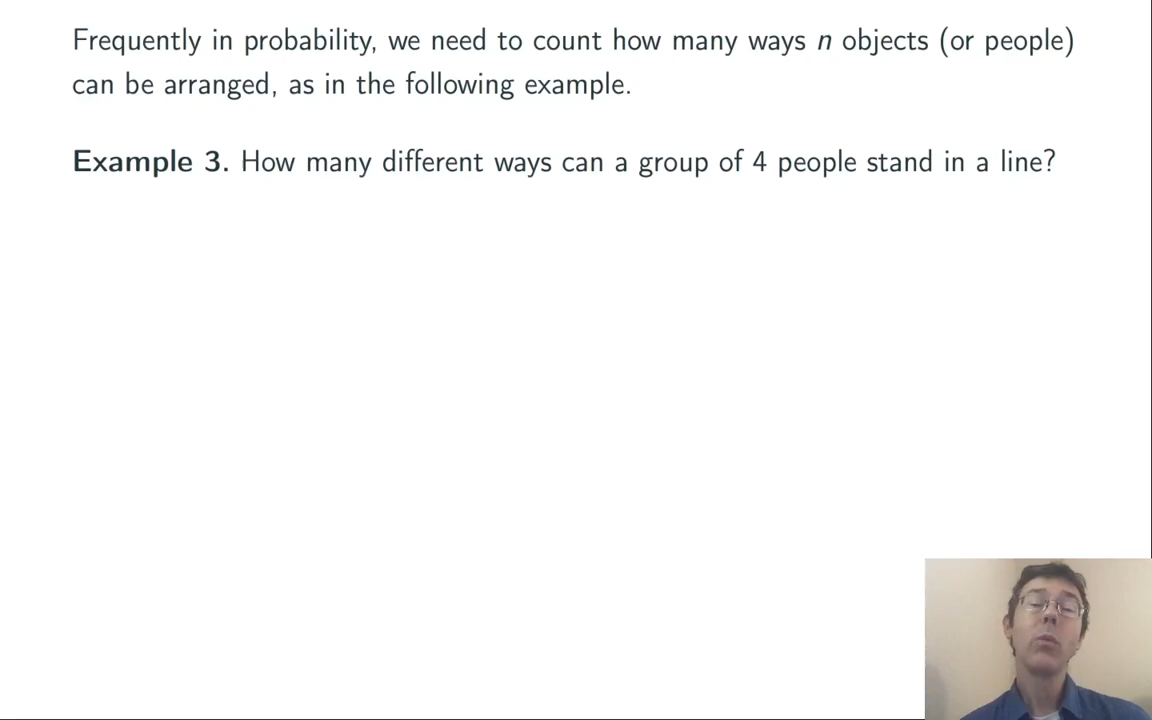 Frequently in probability, we need to count how many ways n objects (or people)
can be arranged, as in the following example.
Example 3. How many different ways can a group of 4 people stand in a line?